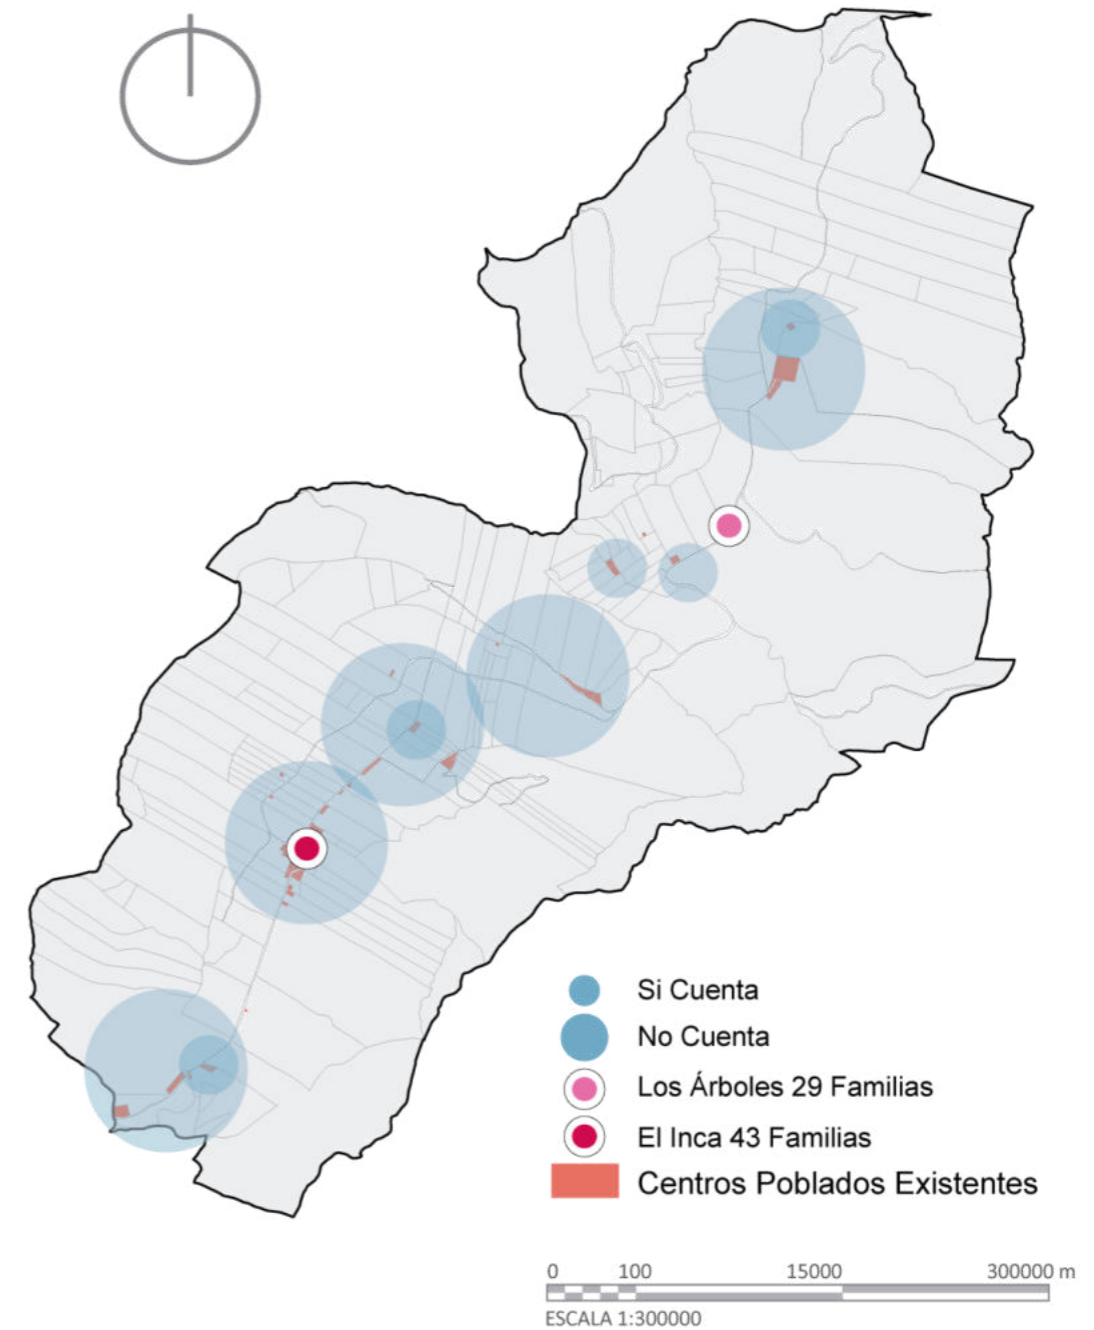 Si Cuenta
No Cuenta
Los Árboles 29 Familias
El Inca 43 Familias
Centros Poblados Existentes
0 100 15000 300000 m
ESCALA 1:300000